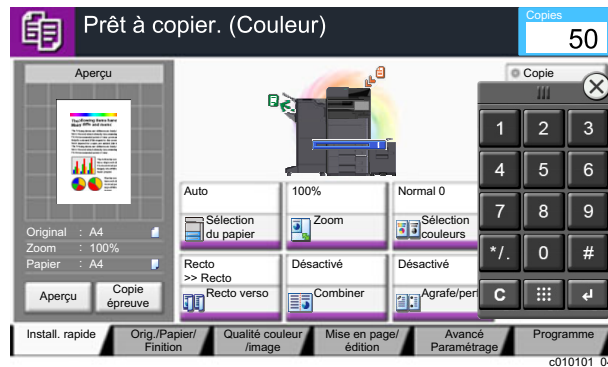 Prêt à copier. (Couleur)
Copies
50
Aperçu
Copie
Original : A4
Zoom : 100%
Papier : A4
Aperçu
Copie
épreuve
Auto
Sélection
du papier
100%
Zoom
Normal 0
Sélection
couleurs
Recto
>> Recto
Recto verso
Désactivé
Combiner
Désactivé
Agrafe/perf
1 2 3
4 5 6
7 8 9
*/. 0 #
C
Install. rapide
Orig./Papier/
Finition
Qualité couleur
/image
Mise en page/
édition
Avancé
Paramétrage
Programme
c010101_0